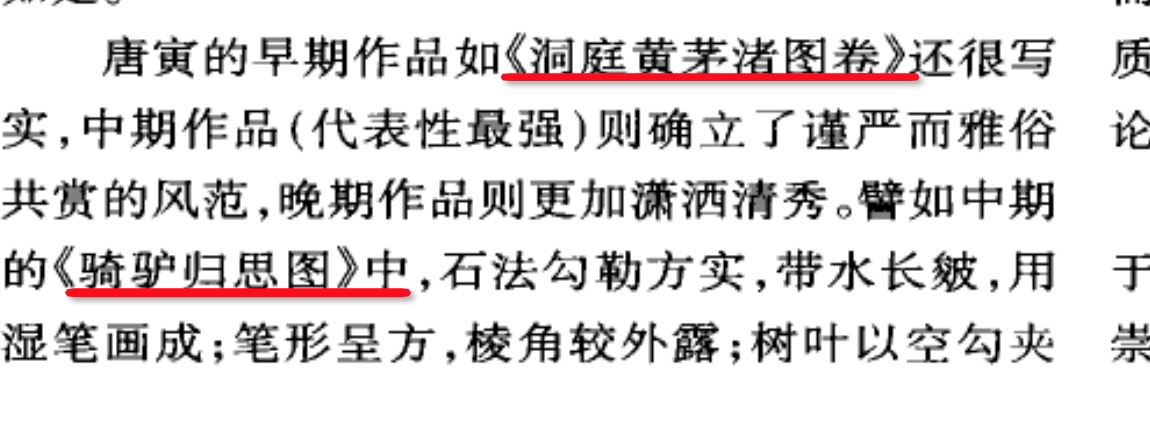 唐寅的早期作品如《洞庭黄茅渚图卷》还很写
实,中期作品(代表性最强)则确立了谨严而雅俗
共赏的风范,晚期作品则更加潇洒清秀。譬如中期
的《骑驴归思图》中,石法勾勒方实,带水长皴,用
湿笔画成;笔形呈方,棱角较外露;树叶以空勾夹
质
论
于
崇